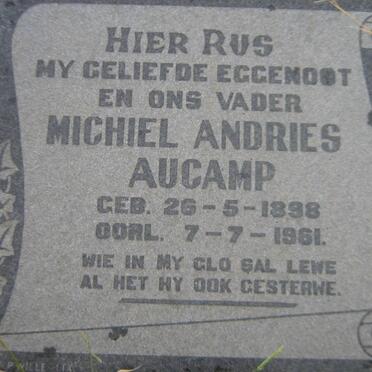 HIER RUS
MY GELIEFDE EGGENOOT
EN ONS VADER
MICHIEL ANDRIES
AUCAMP
GEB. 26-5-1898
OORL. 7-7-1961.
WIE IN MY GLO SAL LEWE
AL HET HY OOK GESTERWE.